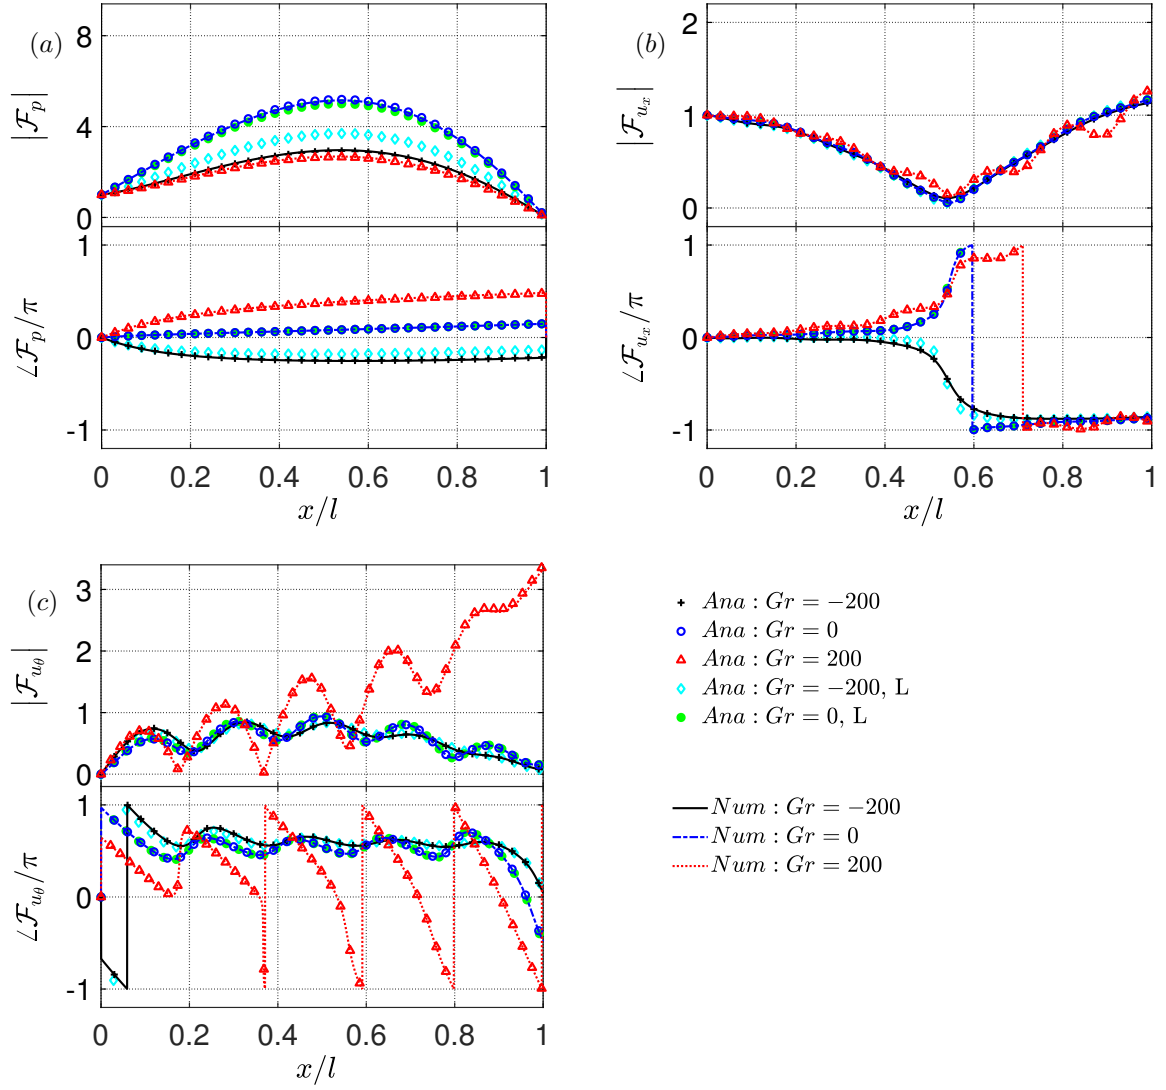 (a)
|𝓕_p|
8
4
0
∠𝓕_p/π
1
0
-1
0 0.2 0.4 0.6 0.8 1
x/l
(b)
|𝓕_{u_x}|
2
1
0
∠𝓕_{u_x}/π
1
0
-1
0 0.2 0.4 0.6 0.8 1
x/l
(c)
|𝓕_{u_θ}|
3
2
1
0
∠𝓕_{u_θ}/π
1
0
-1
0 0.2 0.4 0.6 0.8 1
x/l
Ana : Gr = −200
Ana : Gr = 0
Ana : Gr = 200
Ana : Gr = −200, L
Ana : Gr = 0, L
Num : Gr = −200
Num : Gr = 0
Num : Gr = 200